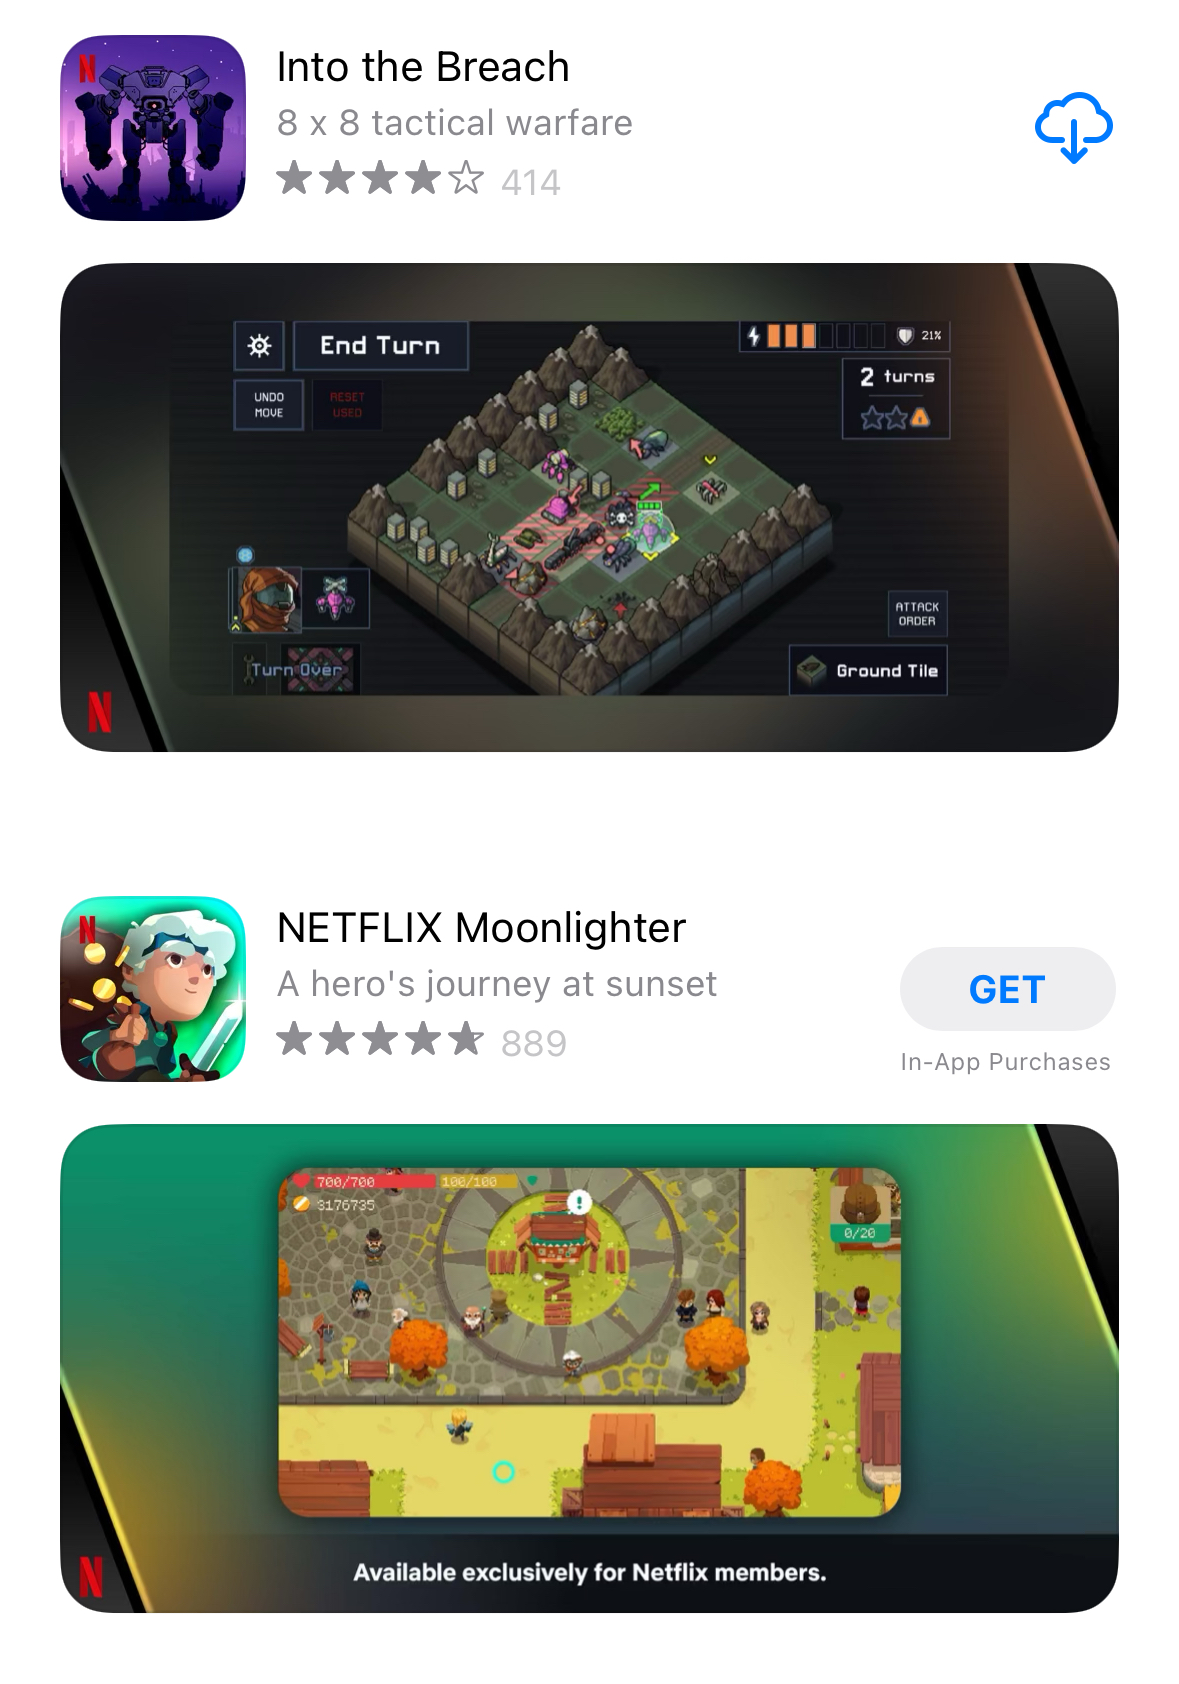 Into the Breach
8 x 8 tactical warfare
414
End Turn
21%
UNDO
MOVE
RESET
USED
2 turns
ATTACK
ORDER
Turn Over
Ground Tile
N
NETFLIX Moonlighter
A hero's journey at sunset
889
GET
In-App Purchases
700/700
100/100
3176735
0/20
Available exclusively for Netflix members.
N